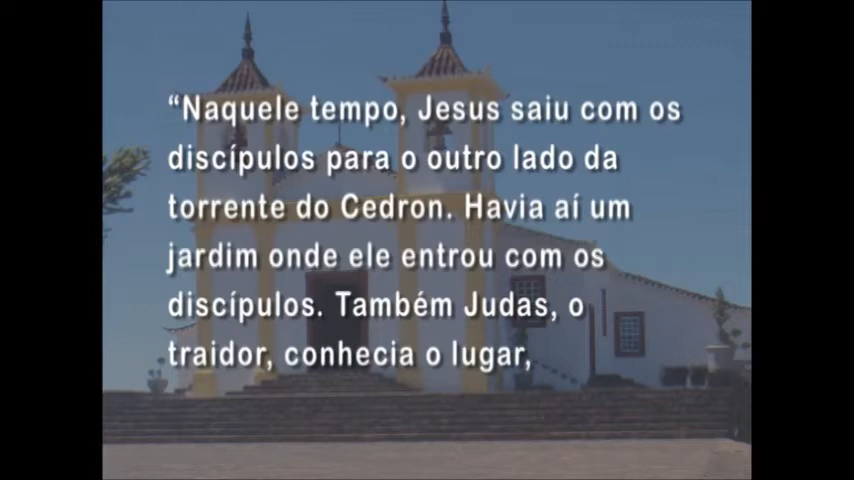 “Naquele tempo, Jesus saiu com os
discípulos para o outro lado da
torrente do Cedron. Havia aí um
jardim onde ele entrou com os
discípulos. Também Judas, o
traidor, conhecia o lugar,